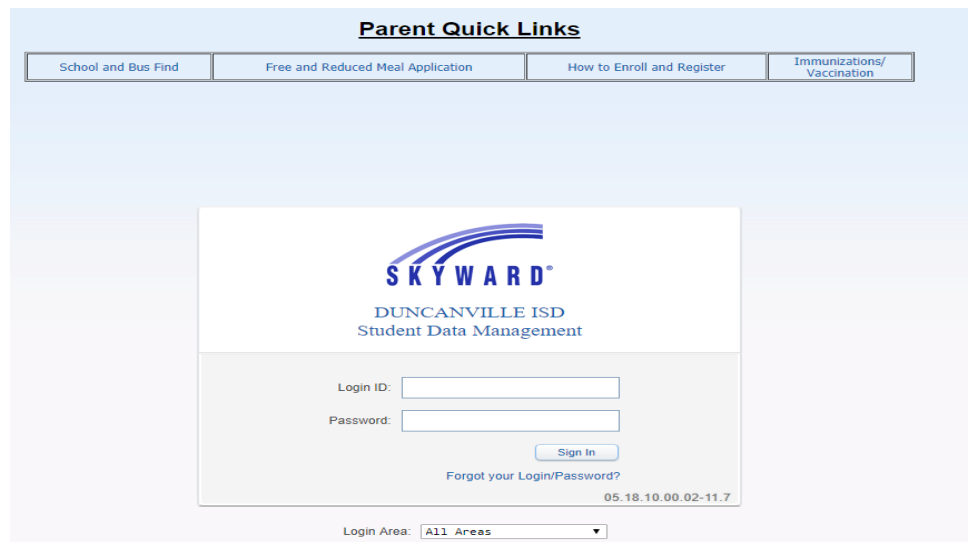 Parent Quick Links
School and Bus Find
Free and Reduced Meal Application
How to Enroll and Register
Immunizations/
Vaccination
SKYWARD®
DUNCANVILLE ISD
Student Data Management
Login ID:
Password:
Sign In
Forgot your Login/Password?
05.18.10.00.02-11.7
Login Area: All Areas